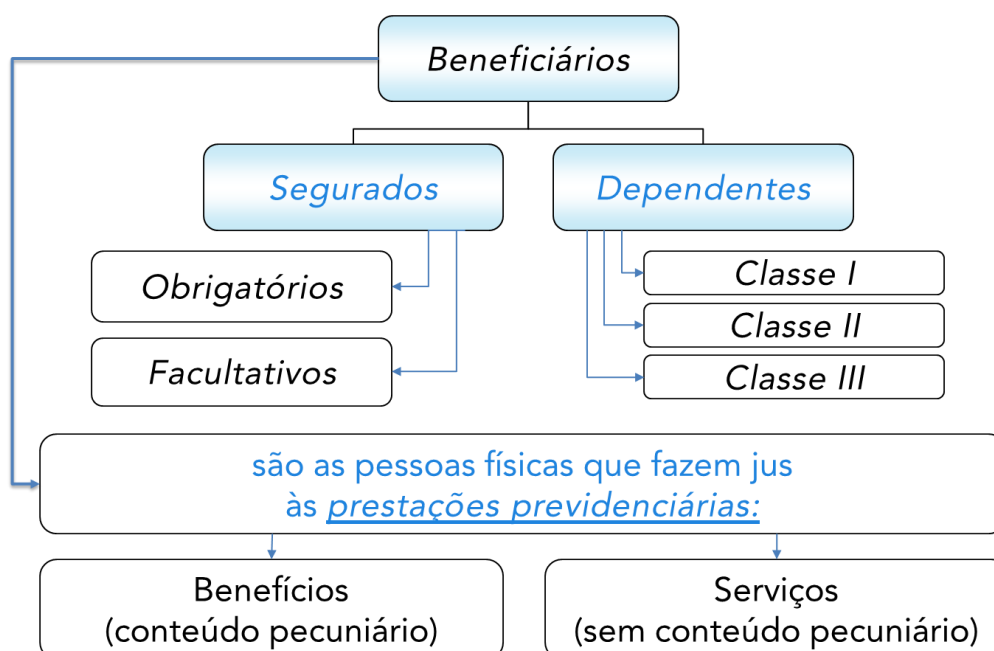 Beneficiários
Segurados
Dependentes
Obrigatórios
Facultativos
Classe I
Classe II
Classe III
são as pessoas físicas que fazem jus
às prestações previdenciárias:
Benefícios
(conteúdo pecuniário)
Serviços
(sem conteúdo pecuniário)